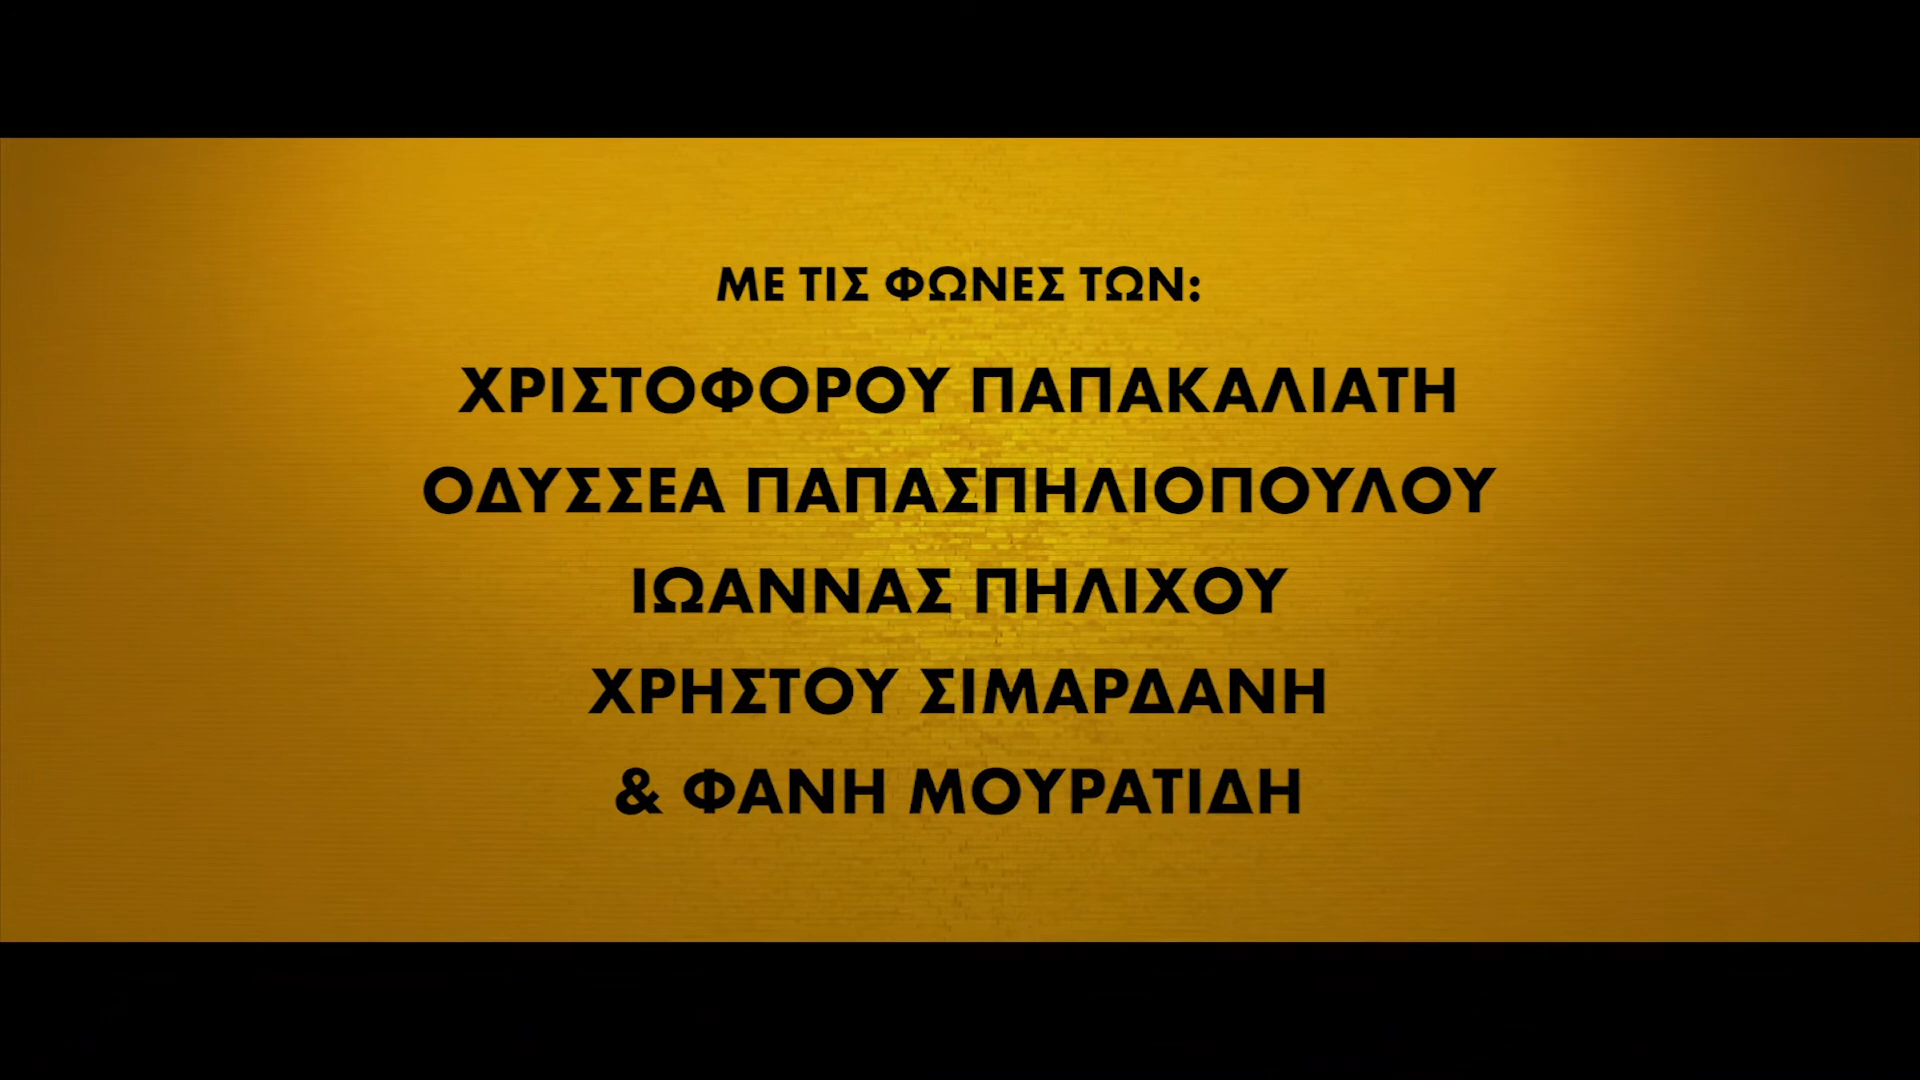 ΜΕ ΤΙΣ ΦΩΝΕΣ ΤΩΝ:
ΧΡΙΣΤΟΦΟΡΟΥ ΠΑΠΑΚΑΛΙΑΤΗ
ΟΔΥΣΣΕΑ ΠΑΠΑΣΠΗΛΙΟΠΟΥΛΟΥ
ΙΩΑΝΝΑΣ ΠΗΛΙΧΟΥ
ΧΡΗΣΤΟΥ ΣΙΜΑΡΔΑΝΗ
& ΦΑΝΗ ΜΟΥΡΑΤΙΔΗ